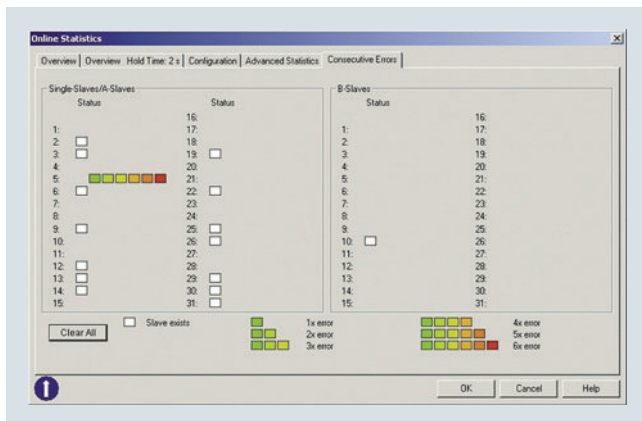 Online Statistics
Overview Overview Hold Time: 2 s Configuration Advanced Statistics Consecutive Errors
Single-Slaves/A-Slaves
B-Slaves
Status Status Status
16:
1: 17: 1: 17:
2: 18: 2: 18:
3: 19: 3: 19:
4: 20: 4: 20:
5: 21: 5: 21:
6: 22: 6: 22:
7: 23: 7: 23:
8: 24: 8: 24:
9: 25: 9: 25:
10: 26: 10: 26:
11: 27: 11: 27:
12: 28: 12: 28:
13: 29: 13: 29:
14: 30: 14: 30:
15: 31: 15: 31:
Clear All
Slave exists
1x error 4x error
2x error 5x error
3x error 6x error
OK Cancel Help